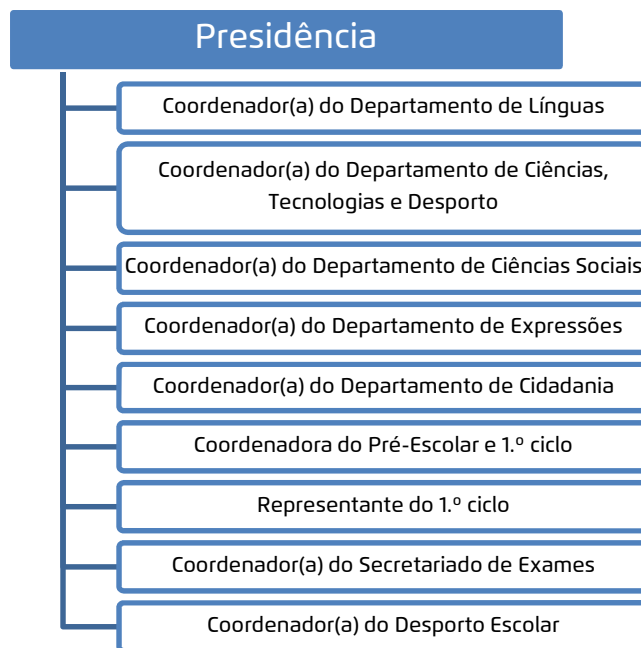 Presidência
Coordenador(a) do Departamento de Línguas
Coordenador(a) do Departamento de Ciências,
Tecnologias e Desporto
Coordenador(a) do Departamento de Ciências Sociais
Coordenador(a) do Departamento de Expressões
Coordenador(a) do Departamento de Cidadania
Coordenadora do Pré-Escolar e 1.º ciclo
Representante do 1.º ciclo
Coordenador(a) do Secretariado de Exames
Coordenador(a) do Desporto Escolar